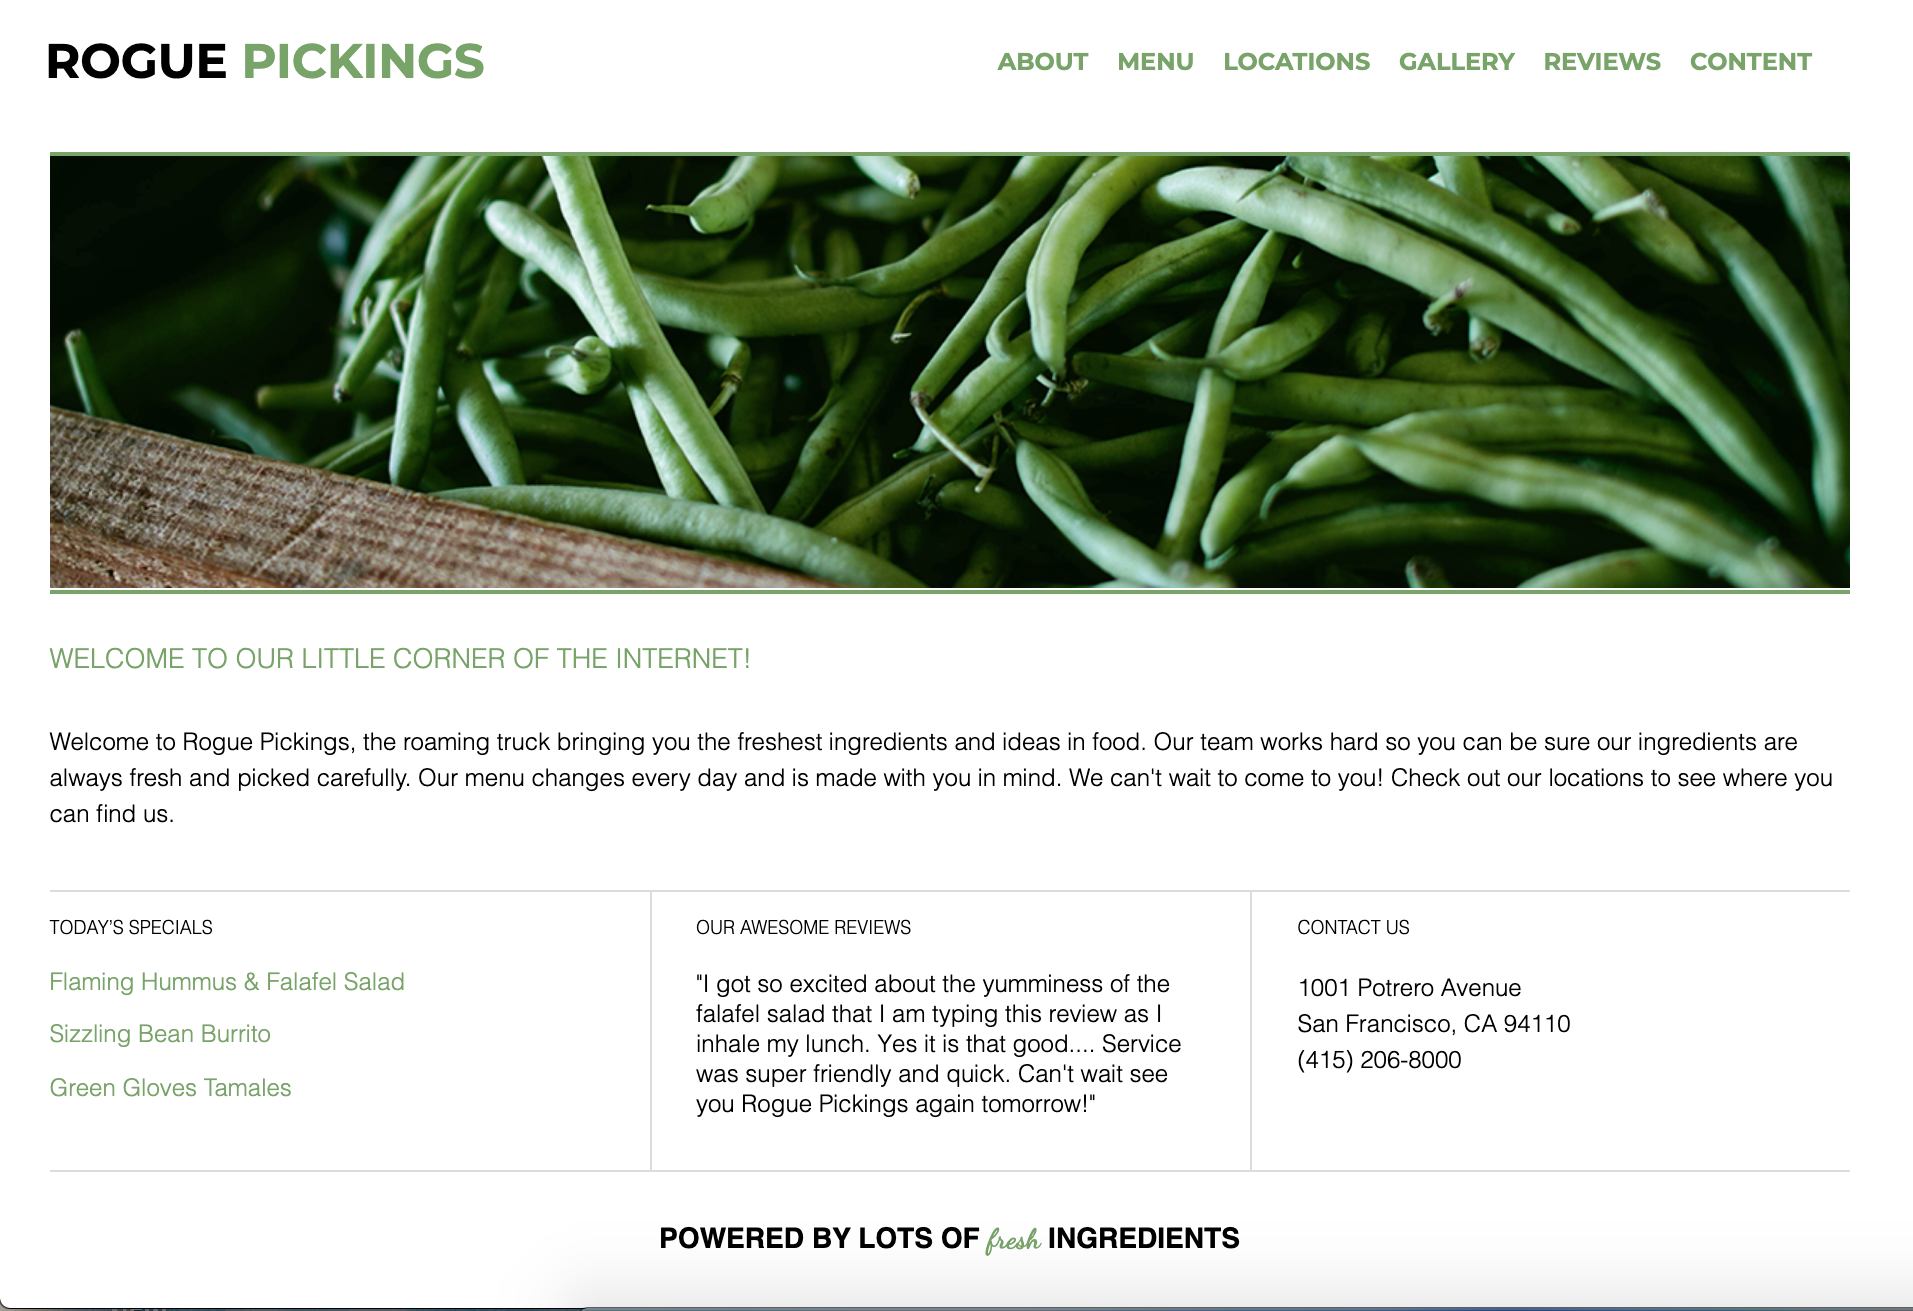 ROGUE PICKINGS
ABOUT MENU LOCATIONS GALLERY REVIEWS CONTENT
WELCOME TO OUR LITTLE CORNER OF THE INTERNET!
Welcome to Rogue Pickings, the roaming truck bringing you the freshest ingredients and ideas in food. Our team works hard so you can be sure our ingredients are
always fresh and picked carefully. Our menu changes every day and is made with you in mind. We can't wait to come to you! Check out our locations to see where you
can find us.
TODAY'S SPECIALS
Flaming Hummus & Falafel Salad
Sizzling Bean Burrito
Green Gloves Tamales
OUR AWESOME REVIEWS
"I got so excited about the yumminess of the
falafel salad that I am typing this review as I
inhale my lunch. Yes it is that good.... Service
was super friendly and quick. Can't wait see
you Rogue Pickings again tomorrow!"
CONTACT US
1001 Potrero Avenue
San Francisco, CA 94110
(415) 206-8000
POWERED BY LOTS OF fresh INGREDIENTS